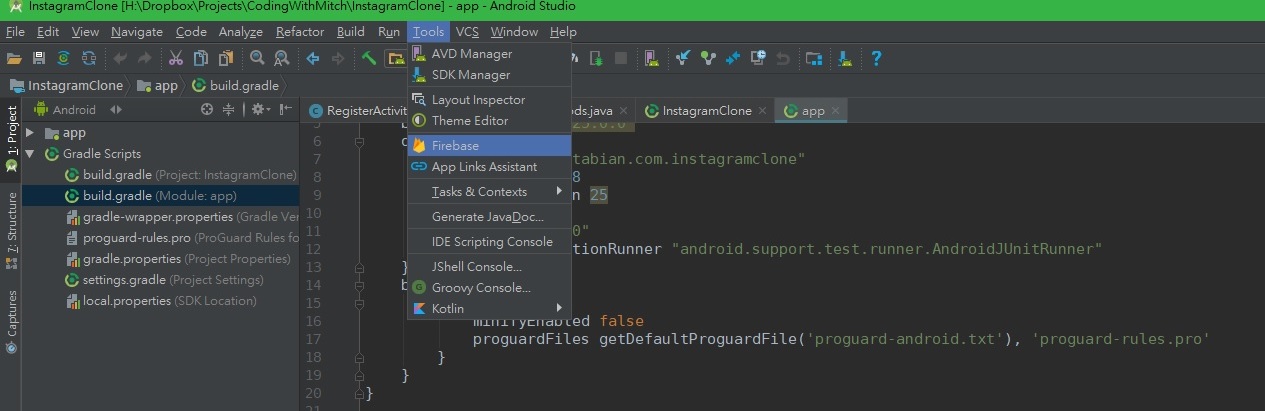 InstagramClone [H:\Dropbox\Projects\CodingWithMitch\InstagramClone] - app - Android Studio
File Edit View Navigate Code Analyze Refactor Build Run Tools VCS Window Help
InstagramClone app build.gradle
1: Project
7: Structure
Captures
Android
app
Gradle Scripts
build.gradle (Project: InstagramClone)
build.gradle (Module: app)
gradle-wrapper.properties (Gradle Ver
proguard-rules.pro (ProGuard Rules fo
gradle.properties (Project Properties)
settings.gradle (Project Settings)
local.properties (SDK Location)
AVD Manager
SDK Manager
Layout Inspector
Theme Editor
Firebase
App Links Assistant
Tasks & Contexts
Generate JavaDoc...
IDE Scripting Console
JShell Console...
Groovy Console...
Kotlin
RegisterActivit ds.java InstagramClone app
6
7 tabian.com.instagramclone"
8 8
9 n 25
10
11 0"
12 tionRunner "android.support.test.runner.AndroidJUnitRunner"
13 }
14 b
15
16 minifyEnabled false
17 proguardFiles getDefaultProguardFile('proguard-android.txt'), 'proguard-rules.pro'
18 }
19 }
20 }